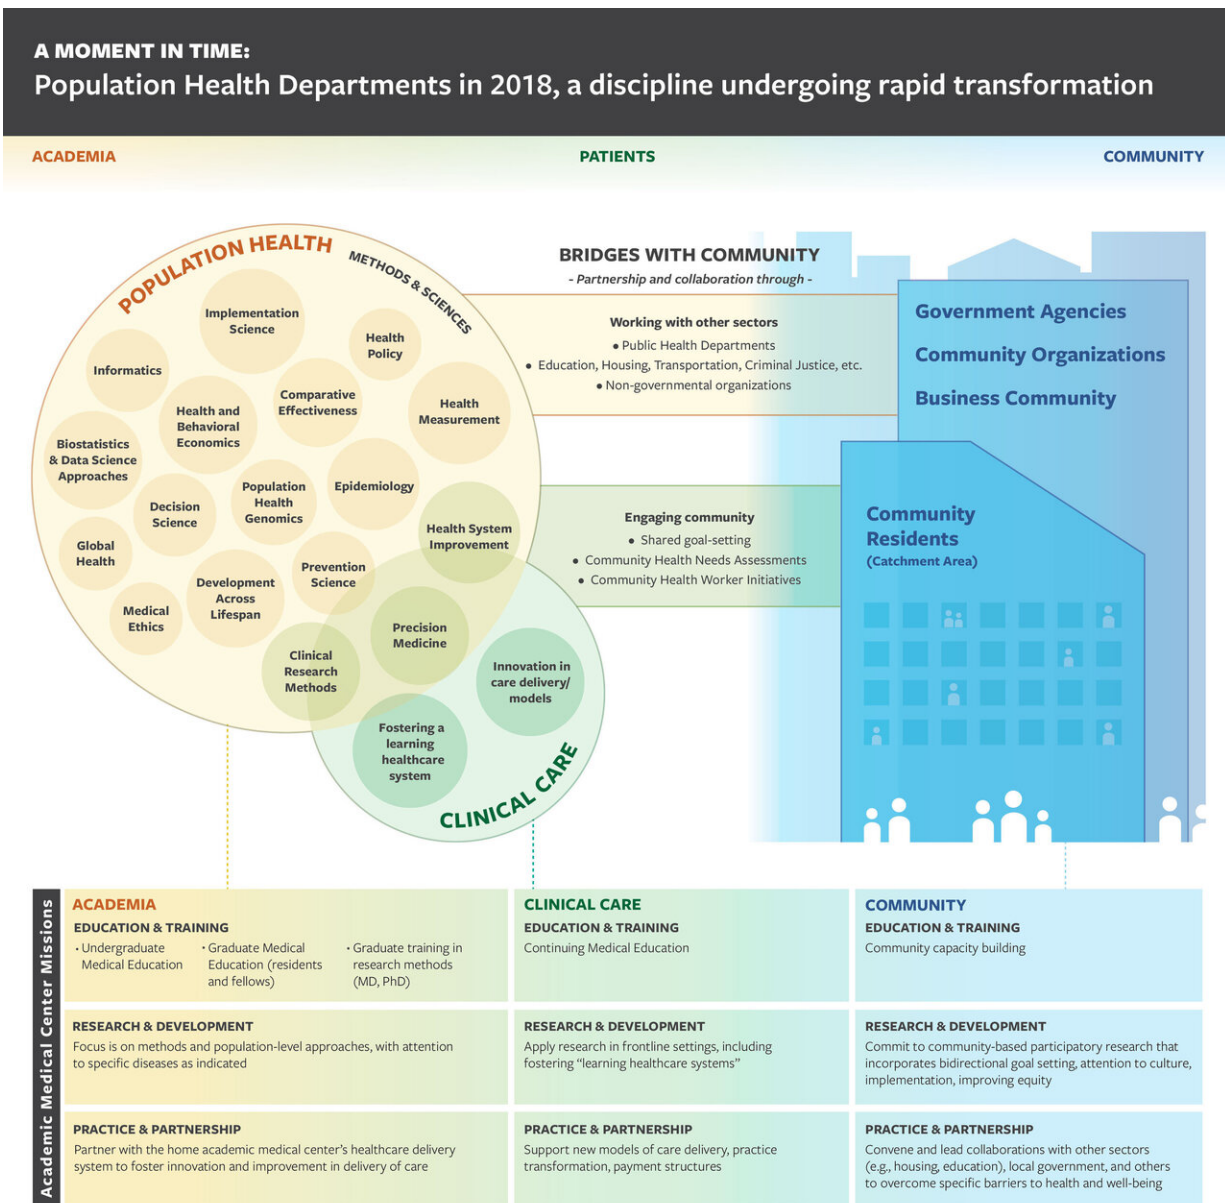 A MOMENT IN TIME:
Population Health Departments in 2018, a discipline undergoing rapid transformation
ACADEMIA
PATIENTS
COMMUNITY
POPULATION HEALTH
METHODS & SCIENCES
Implementation
Science
Health
Policy
Informatics
Comparative
Effectiveness
Health and
Behavioral
Economics
Health
Measurement
Biostatistics
& Data Science
Approaches
Epidemiology
Population
Health
Genomics
Decision
Science
Health System
Improvement
Global
Health
Prevention
Science
Development
Across
Lifespan
Medical
Ethics
Precision
Medicine
Clinical
Research
Methods
Innovation in
care delivery/
models
Fostering a
learning
healthcare
system
CLINICAL CARE
BRIDGES WITH COMMUNITY
- Partnership and collaboration through -
Working with other sectors
• Public Health Departments
• Education, Housing, Transportation, Criminal Justice, etc.
• Non-governmental organizations
Engaging community
• Shared goal-setting
• Community Health Needs Assessments
• Community Health Worker Initiatives
Government Agencies
Community Organizations
Business Community
Community
Residents
(Catchment Area)
Academic Medical Center Missions
ACADEMIA
EDUCATION & TRAINING
• Undergraduate
Medical Education
• Graduate Medical
Education (residents
and fellows)
• Graduate training in
research methods
(MD, PhD)
CLINICAL CARE
EDUCATION & TRAINING
Continuing Medical Education
COMMUNITY
EDUCATION & TRAINING
Community capacity building
RESEARCH & DEVELOPMENT
Focus is on methods and population-level approaches, with attention
to specific diseases as indicated
RESEARCH & DEVELOPMENT
Apply research in frontline settings, including
fostering “learning healthcare systems”
RESEARCH & DEVELOPMENT
Commit to community-based participatory research that
incorporates bidirectional goal setting, attention to culture,
implementation, improving equity
PRACTICE & PARTNERSHIP
Partner with the home academic medical center’s healthcare delivery
system to foster innovation and improvement in delivery of care
PRACTICE & PARTNERSHIP
Support new models of care delivery, practice
transformation, payment structures
PRACTICE & PARTNERSHIP
Convene and lead collaborations with other sectors
(e.g., housing, education), local government, and others
to overcome specific barriers to health and well-being